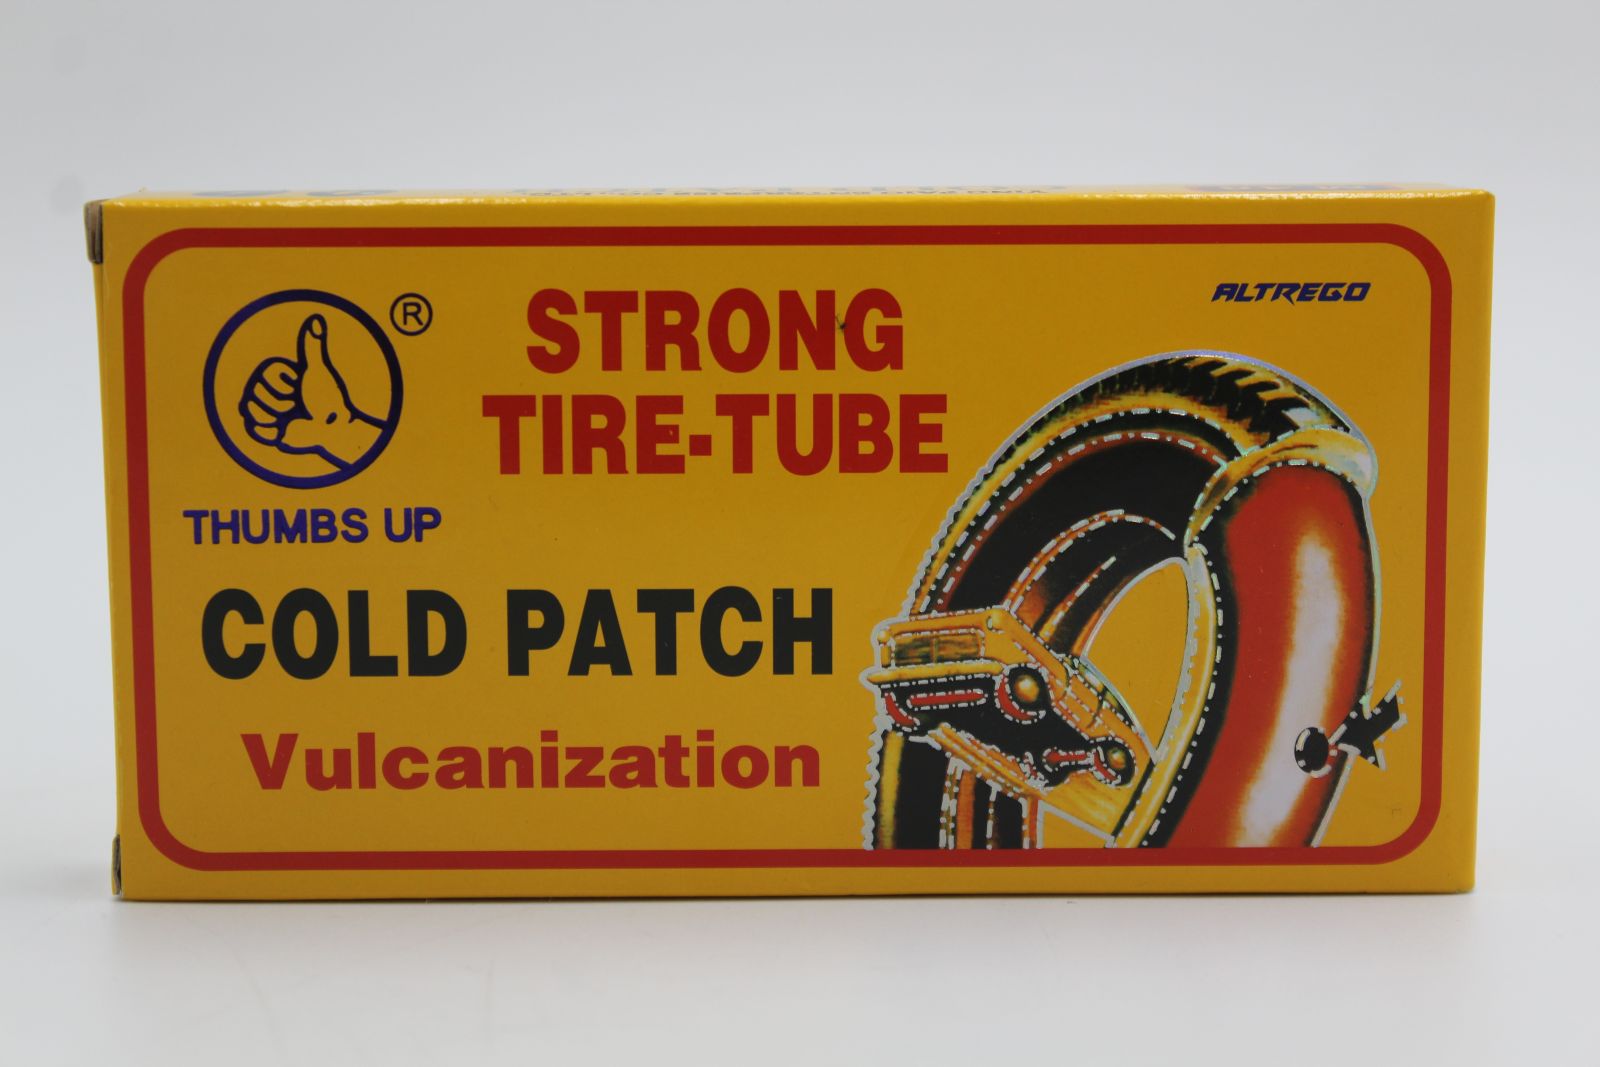 ®
THUMBS UP
STRONG
TIRE-TUBE
ALTREGO
COLD PATCH
Vulcanization